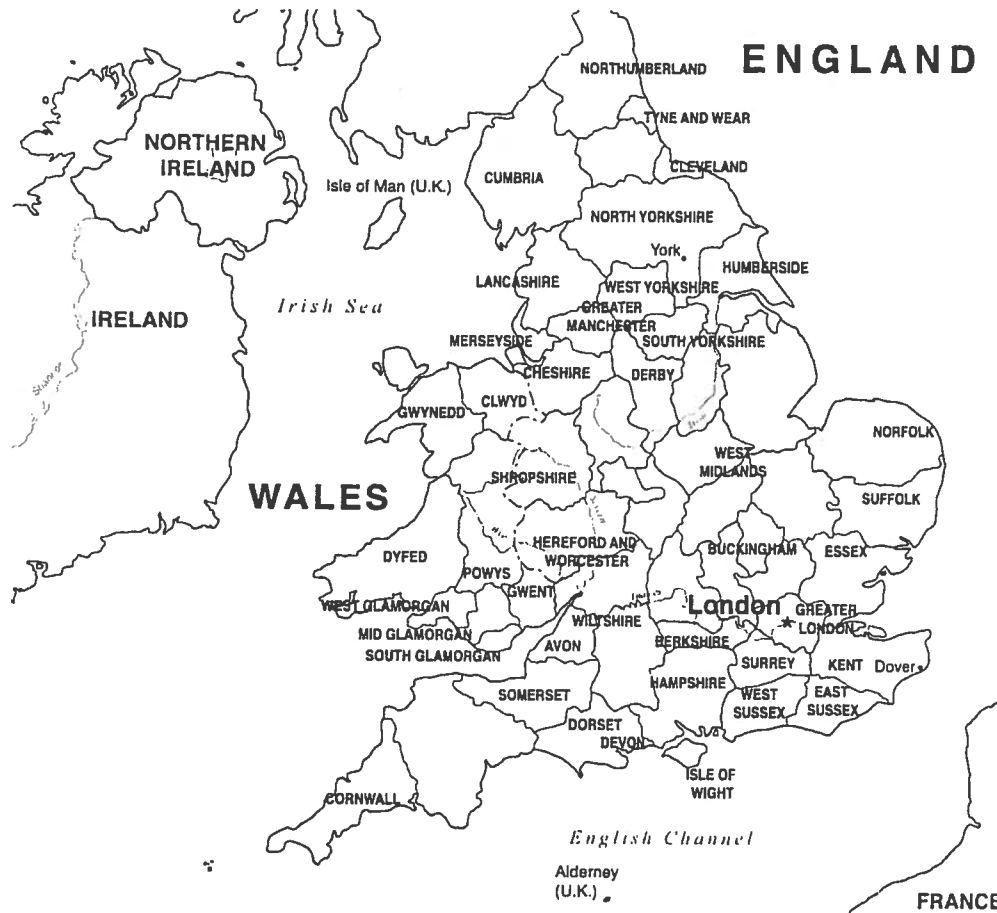 ENGLAND
NORTHUMBERLAND
TYNE AND WEAR
NORTHERN
IRELAND
CLEVELAND
Isle of Man (U.K.)
CUMBRIA
NORTH YORKSHIRE
York
HUMBERSIDE
LANCASHIRE
WEST YORKSHIRE
Irish Sea
GREATER
MANCHESTER
IRELAND
MERSEYSIDE
SOUTH YORKSHIRE
CHESHIRE
DERBY
CLWYD
GWYNEDD
NORFOLK
WEST
MIDLANDS
SHROPSHIRE
WALES
SUFFOLK
HEREFORD AND
WORCESTER
BUCKINGHAM
ESSEX
DYFED
POWYS
GWENT
WEST GLAMORGAN
London
GREATER
LONDON
WILTSHIRE
MID GLAMORGAN
AVON
BERKSHIRE
SOUTH GLAMORGAN
SURREY
KENT
Dover
HAMPSHIRE
SOMERSET
WEST
SUSSEX
EAST
SUSSEX
DORSET
DEVON
ISLE OF
WIGHT
CORNWALL
English Channel
Alderney
(U.K.)
FRANCE